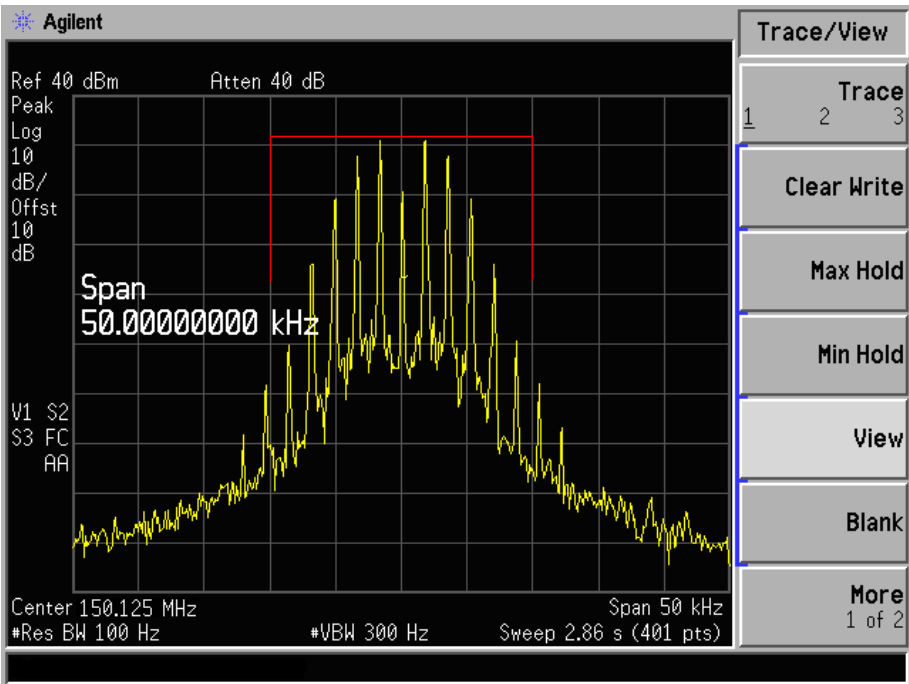 Agilent
Trace/View
Ref 40 dBm Atten 40 dB
Peak
Log
10
dB/
Offst
10
dB
Span
50.00000000 kHz
V1 S2
S3 FC
AA
Center 150.125 MHz Span 50 kHz
#Res BW 100 Hz #VBW 300 Hz Sweep 2.86 s (401 pts)
Trace
1 2 3
Clear Write
Max Hold
Min Hold
View
Blank
More
1 of 2